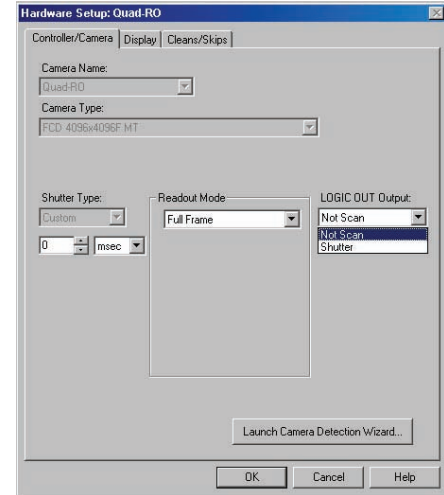 Hardware Setup: Quad-RO
Controller/Camera Display Cleans/Skips
Camera Name:
Quad-RO
Camera Type:
FCD 4096x4096F MT
Shutter Type:
Custom
0 msec
Readout Mode
Full Frame
LOGIC OUT Output:
Not Scan
Not Scan
Shutter
Launch Camera Detection Wizard...
OK Cancel Help